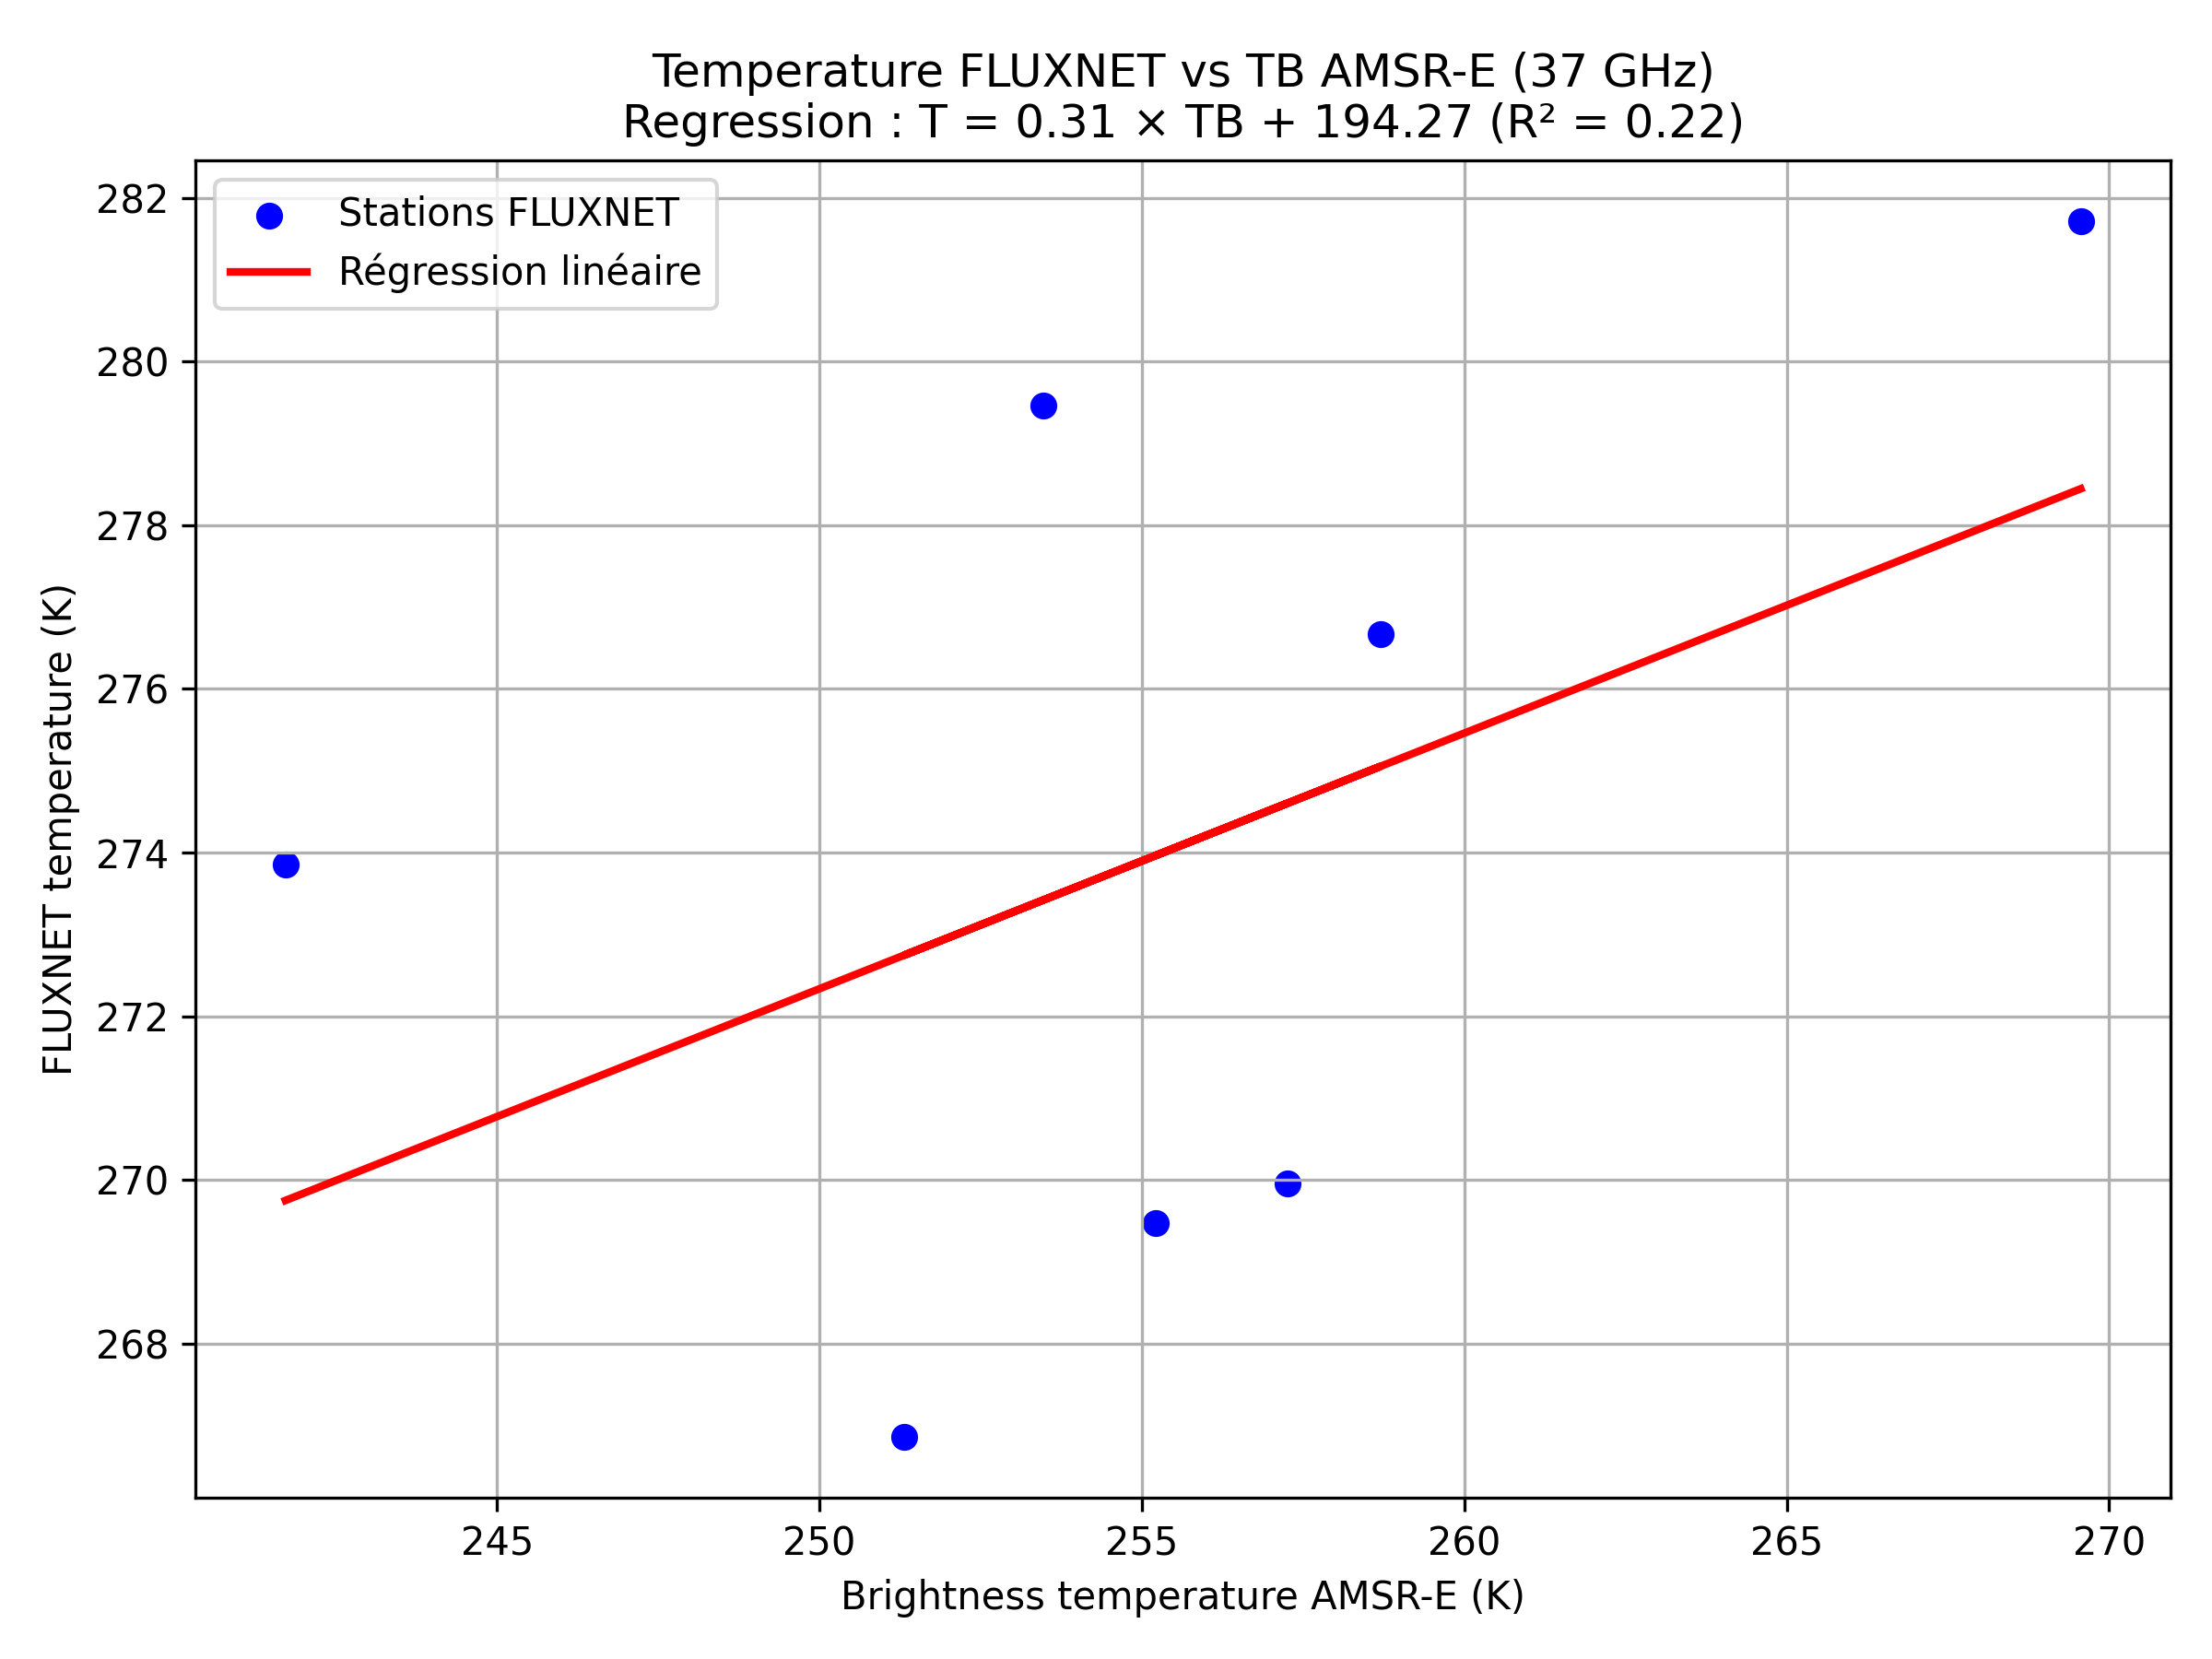 Temperature FLUXNET vs TB AMSR-E (37 GHz)
Regression : T = 0.31 × TB + 194.27 (R² = 0.22)
Stations FLUXNET
Régression linéaire
282
280
278
276
274
272
270
268
FLUXNET temperature (K)
245 250 255 260 265 270
Brightness temperature AMSR-E (K)